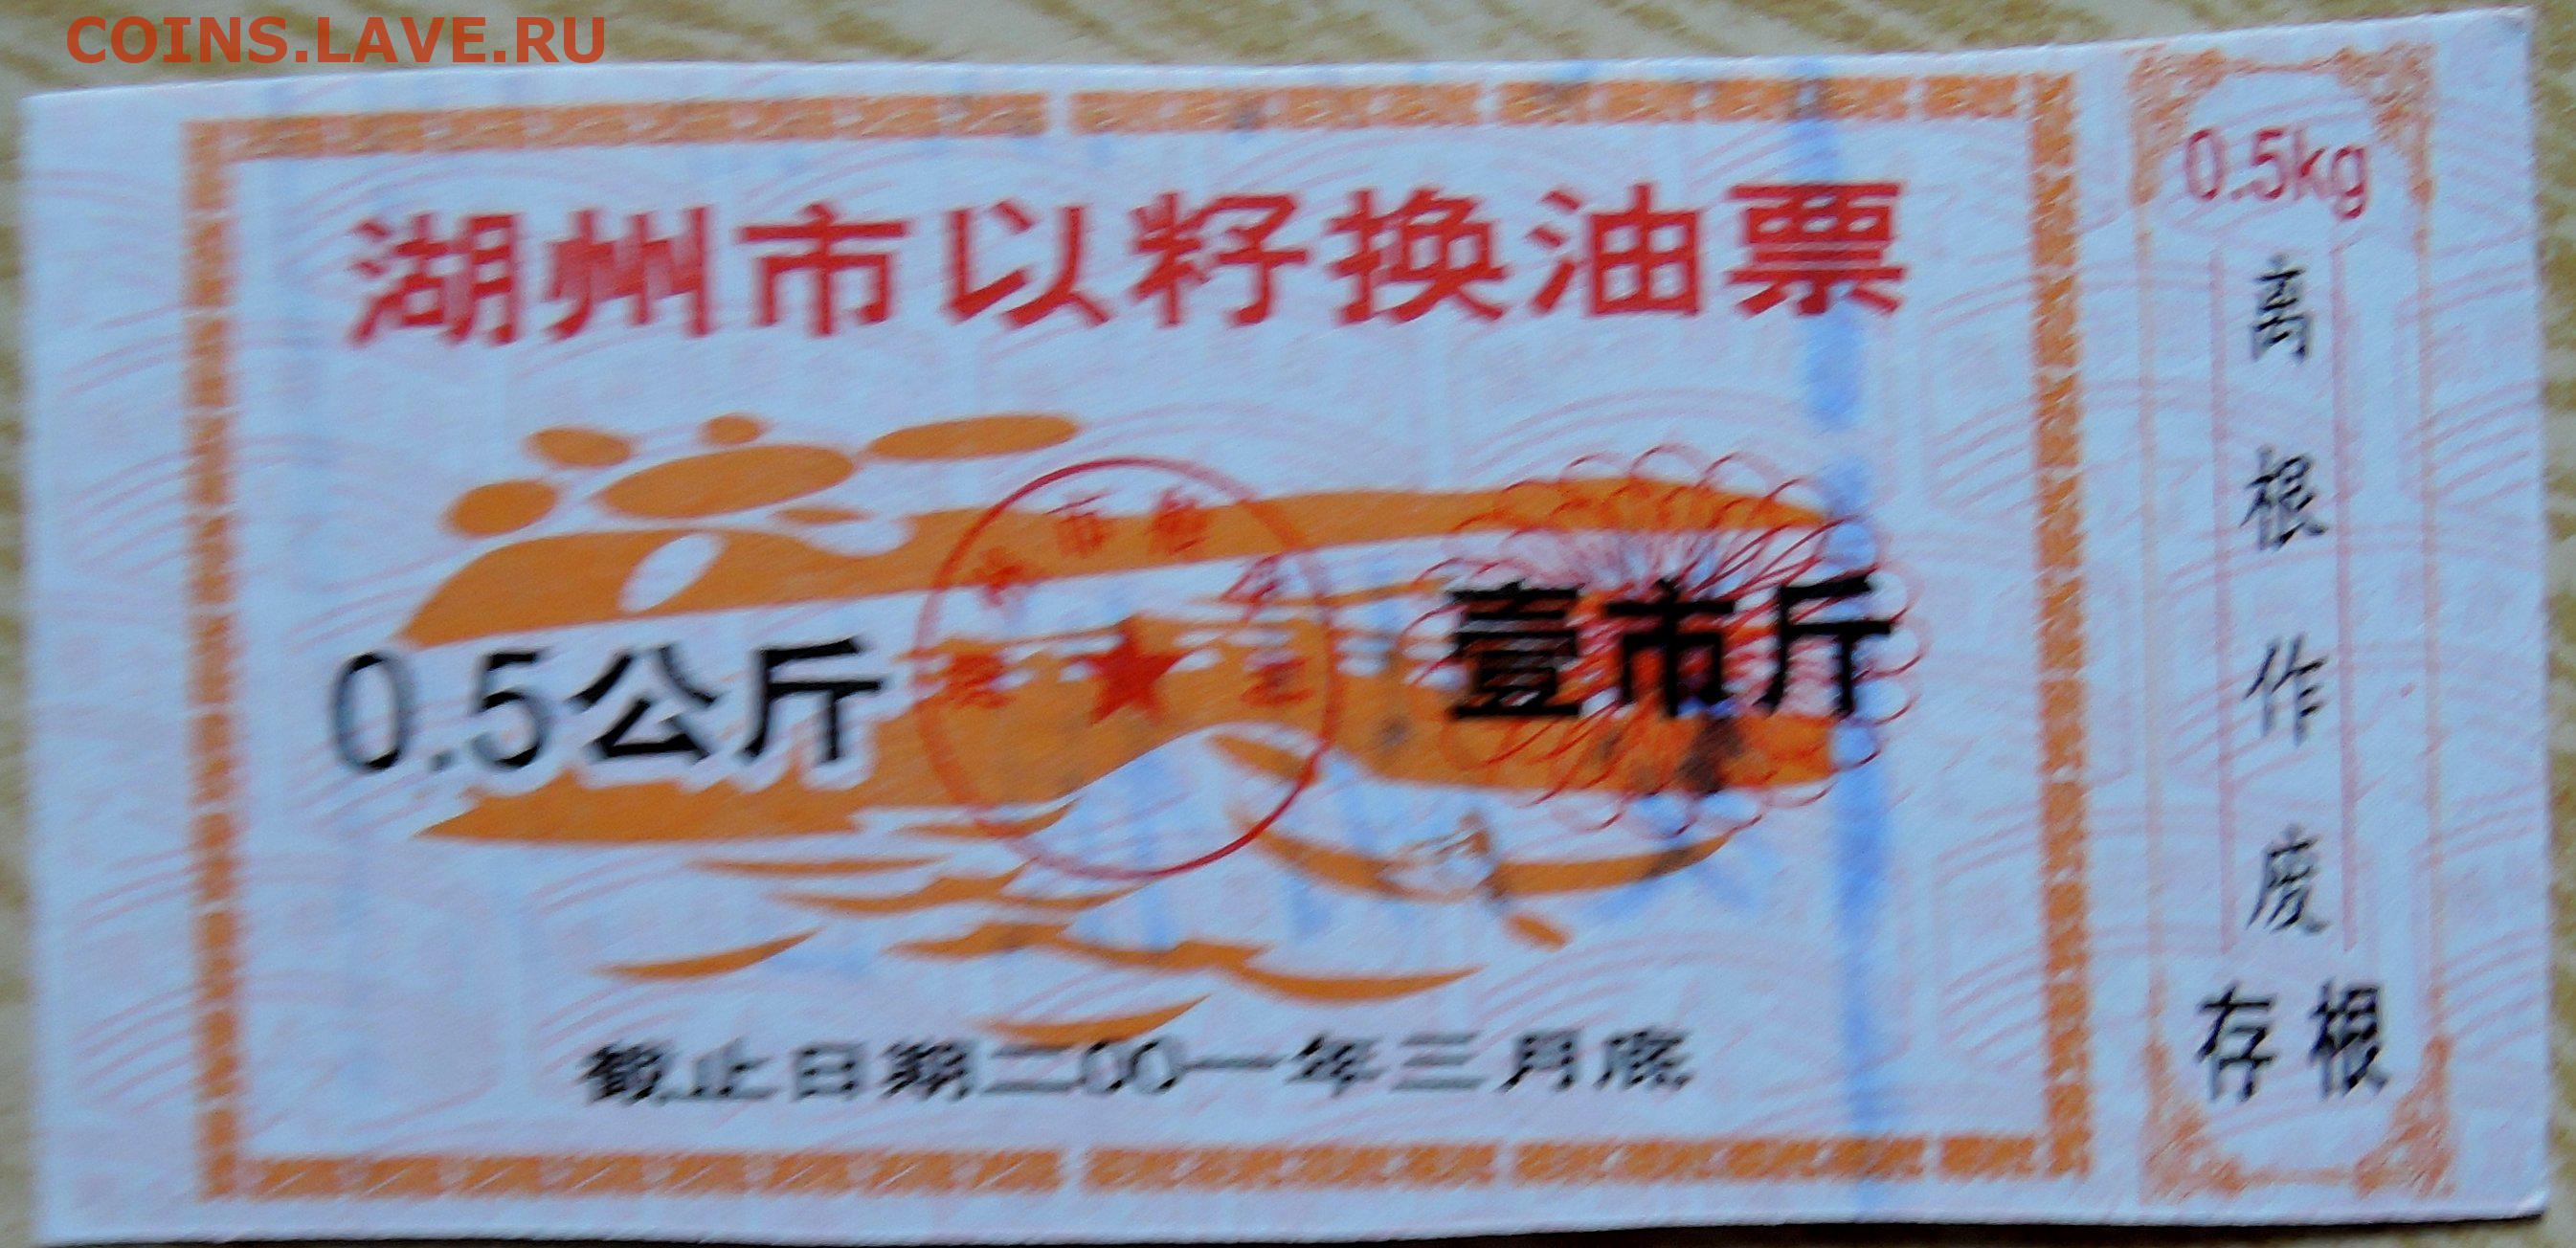 COINS.LAVE.RU
湖州市以籽换油票
0.5公斤
壹市斤
截止日期二00一年三月底
0.5kg
离根作废
存根